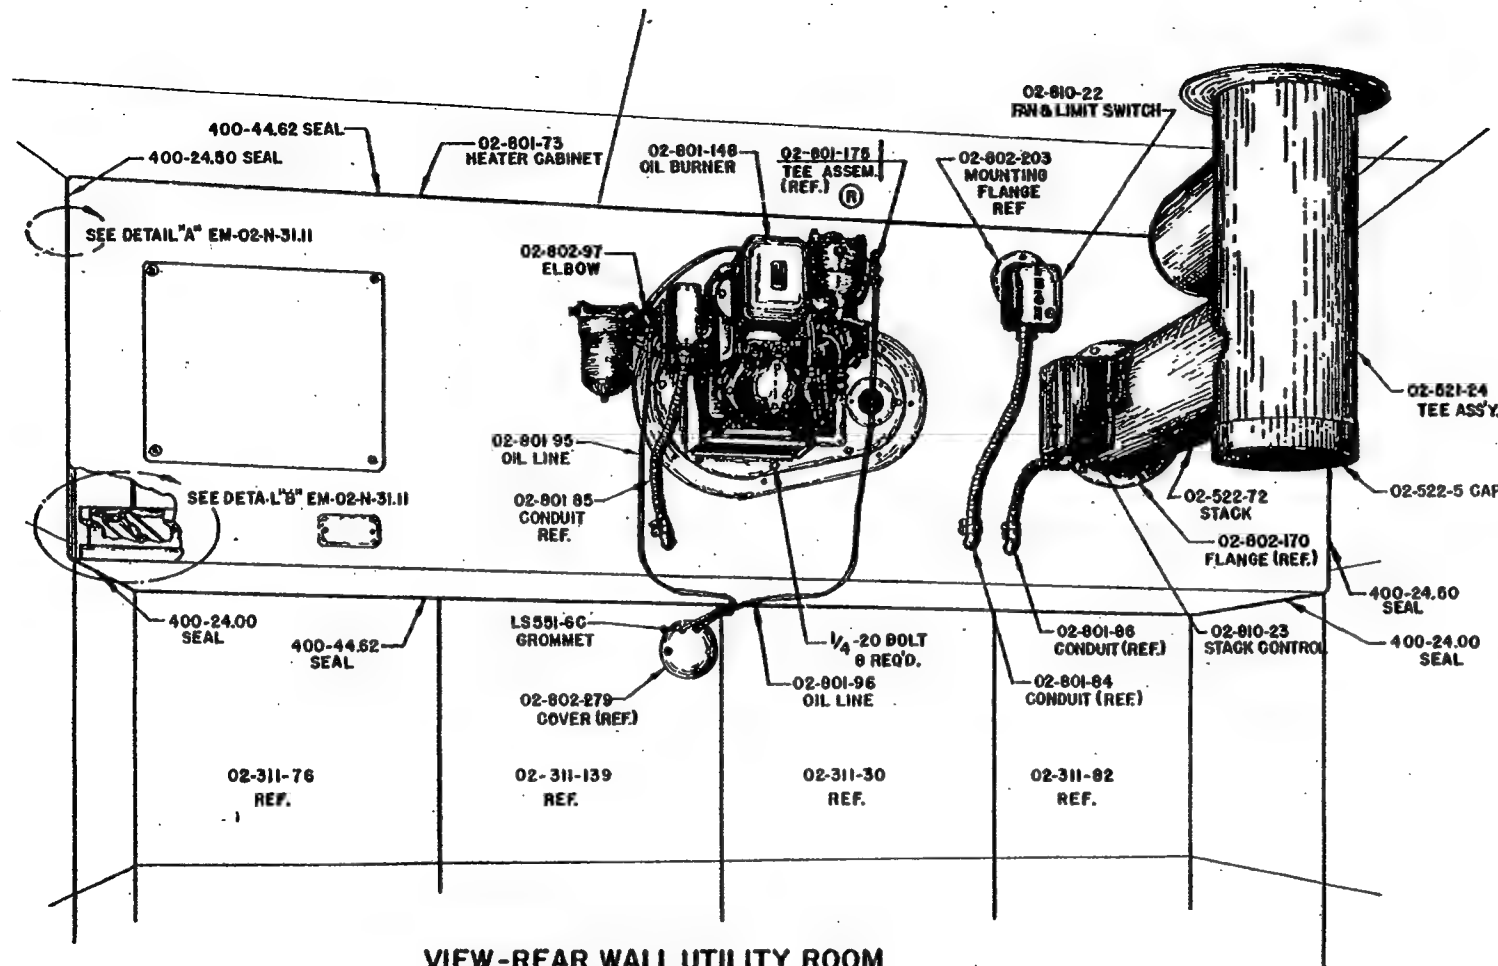 400-44.62 SEAL
400-24.50 SEAL
02-801-73
HEATER CABINET
02-801-148
OIL BURNER
02-801-175
TEE ASSEM.
(REF.)
R
02-802-203
MOUNTING
FLANGE
REF
02-810-22
FAN & LIMIT SWITCH
SEE DETAIL "A" EM-02-N-31.11
02-802-97
ELBOW
02-521-24
TEE ASS'Y.
02-801 95
OIL LINE
02-801 85
CONDUIT
REF.
SEE DETAIL "B" EM-02-N-31.11
02-522-72
STACK
02-522-5 CAP
02-802-170
FLANGE (REF.)
400-24.00
SEAL
400-44.62
SEAL
LS551-6C
GROMMET
1/4-20 BOLT
8 REQ'D.
02-801-86
CONDUIT (REF.)
02-810-23
STACK CONTROL
400-24.60
SEAL
400-24.00
SEAL
02-802-279
COVER (REF.)
02-801-96
OIL LINE
02-801-84
CONDUIT (REF.)
02-311-76
REF.
02-311-139
REF.
02-311-30
REF.
02-311-82
REF.
VIEW-REAR WALL UTILITY ROOM